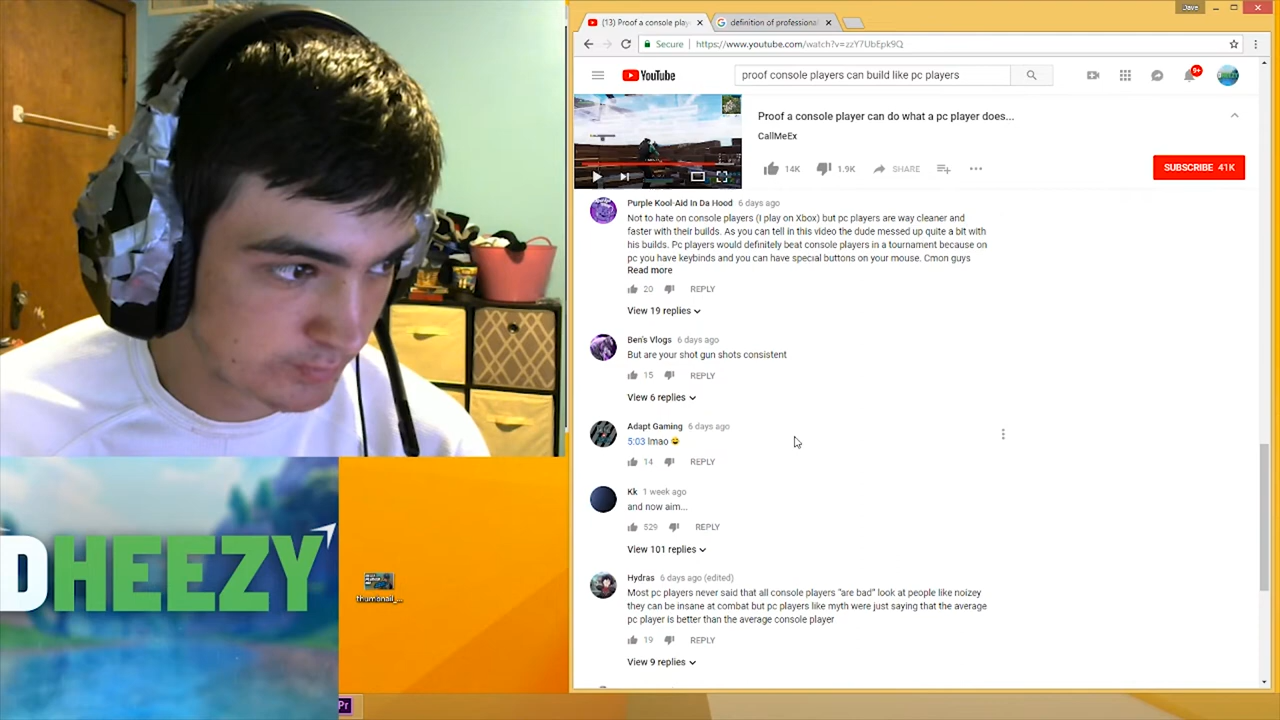 Dave
(13) Proof a console play
definition of professional
Secure
https://www.youtube.com/watch?v=zzY7UbEpk9Q
YouTube
proof console players can build like pc players
9+
Proof a console player can do what a pc player does...
CallMeEx
14K
1.9K
SHARE
SUBSCRIBE 41K
Purple Kool-Aid In Da Hood 6 days ago
Not to hate on console players (I play on Xbox) but pc players are way cleaner and
faster with their builds. As you can tell in this video the dude messed up quite a bit with
his builds. Pc players would definitely beat console players in a tournament because on
pc you have keybinds and you can have special buttons on your mouse. Cmon guys
Read more
20 REPLY
View 19 replies
Ben's Vlogs 6 days ago
But are your shot gun shots consistent
15 REPLY
View 6 replies
Adapt Gaming 6 days ago
5:03 lmao
14 REPLY
Kk 1 week ago
and now aim...
529 REPLY
View 101 replies
Hydras 6 days ago (edited)
Most pc players never said that all console players "are bad" look at people like noizey
they can be insane at combat but pc players like myth were just saying that the average
pc player is better than the average console player
19 REPLY
View 9 replies
DHEEZY
thumbnail_...
Pr